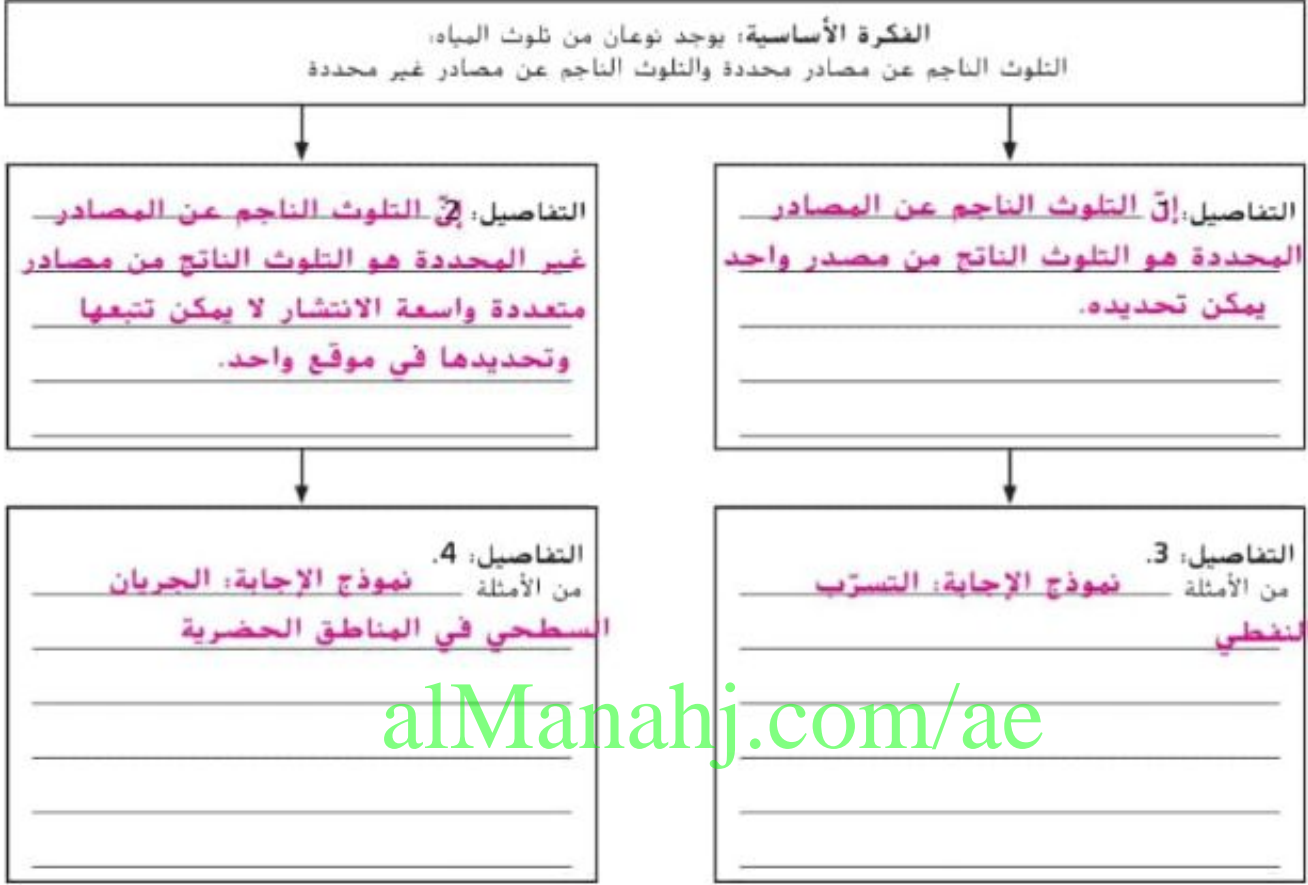 الفكرة الأساسية: يوجد نوعان من تلوث المياه:
التلوث الناجم عن مصادر محددة والتلوث الناجم عن مصادر غير محددة
التفاصيل: إنّ التلوث الناجم عن المصادر
المحددة هو التلوث الناتج من مصدر واحد
يمكن تحديده.
التفاصيل: 2. إنّ التلوث الناجم عن المصادر
غير المحددة هو التلوث الناتج من مصادر
متعددة واسعة الانتشار لا يمكن تتبعها
وتحديدها في موقع واحد.
التفاصيل: 3.
من الأمثلة نموذج الإجابة: التسرّب
لنفطي
التفاصيل: 4.
من الأمثلة نموذج الإجابة: الجريان
السطحي في المناطق الحضرية
alManahj.com/ae